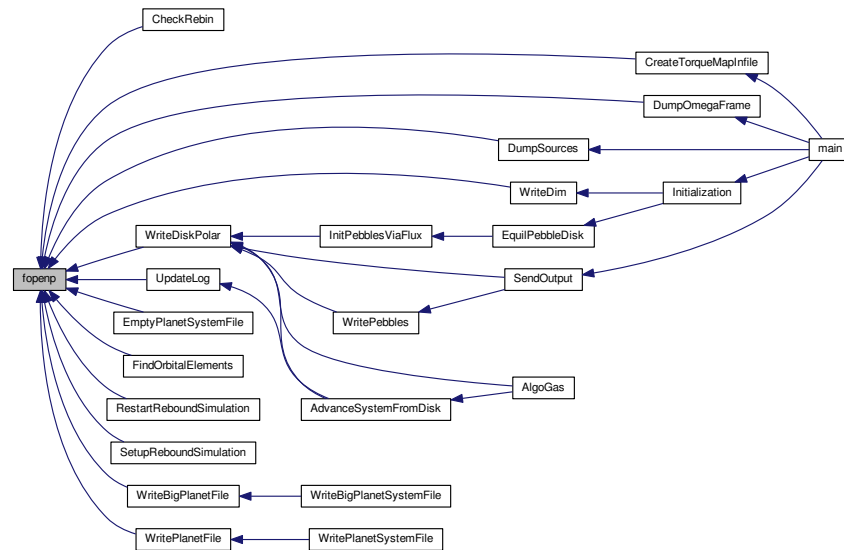 CheckRebin
CreateTorqueMapInfile
DumpOmegaFrame
DumpSources
main
WriteDim
Initialization
WriteDiskPolar
InitPebblesViaFlux
EquilPebbleDisk
fopenp
UpdateLog
SendOutput
EmptyPlanetSystemFile
WritePebbles
FindOrbitalElements
AlgoGas
RestartReboundSimulation
AdvanceSystemFromDisk
SetupReboundSimulation
WriteBigPlanetFile
WriteBigPlanetSystemFile
WritePlanetFile
WritePlanetSystemFile